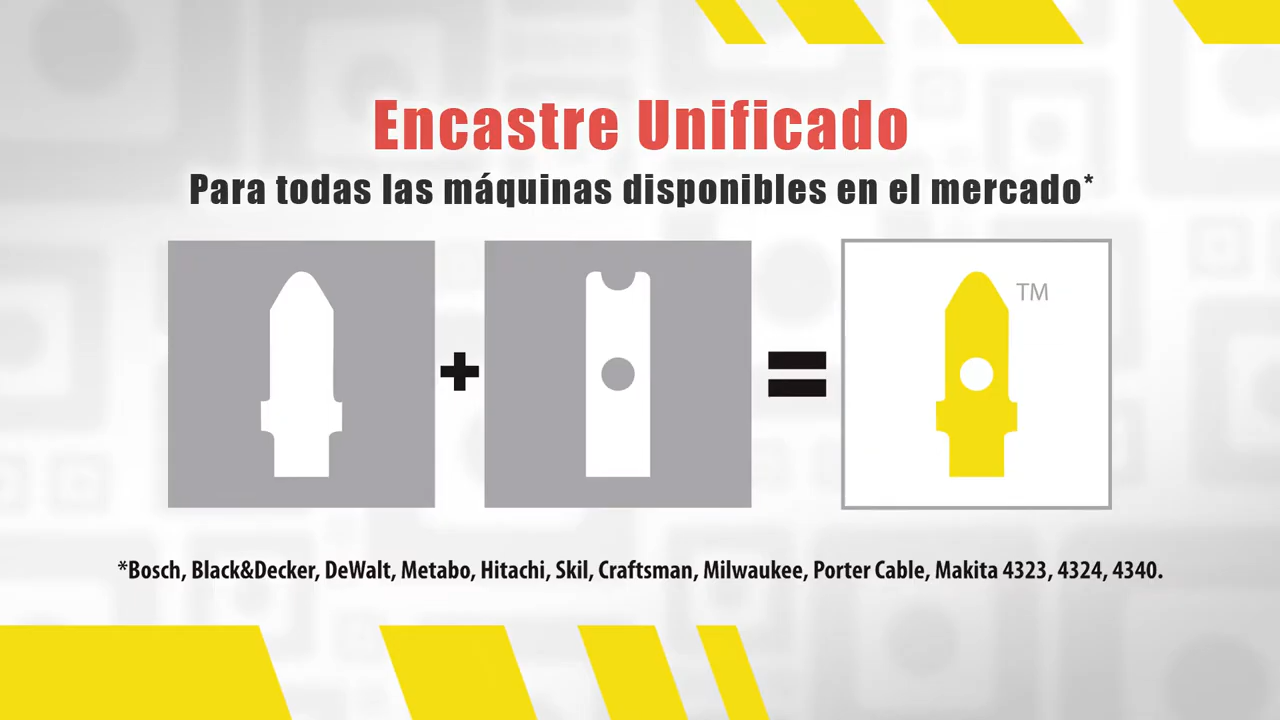 Encastre Unificado
Para todas las máquinas disponibles en el mercado*
TM
*Bosch, Black&Decker, DeWalt, Metabo, Hitachi, Skil, Craftsman, Milwaukee, Porter Cable, Makita 4323, 4324, 4340.